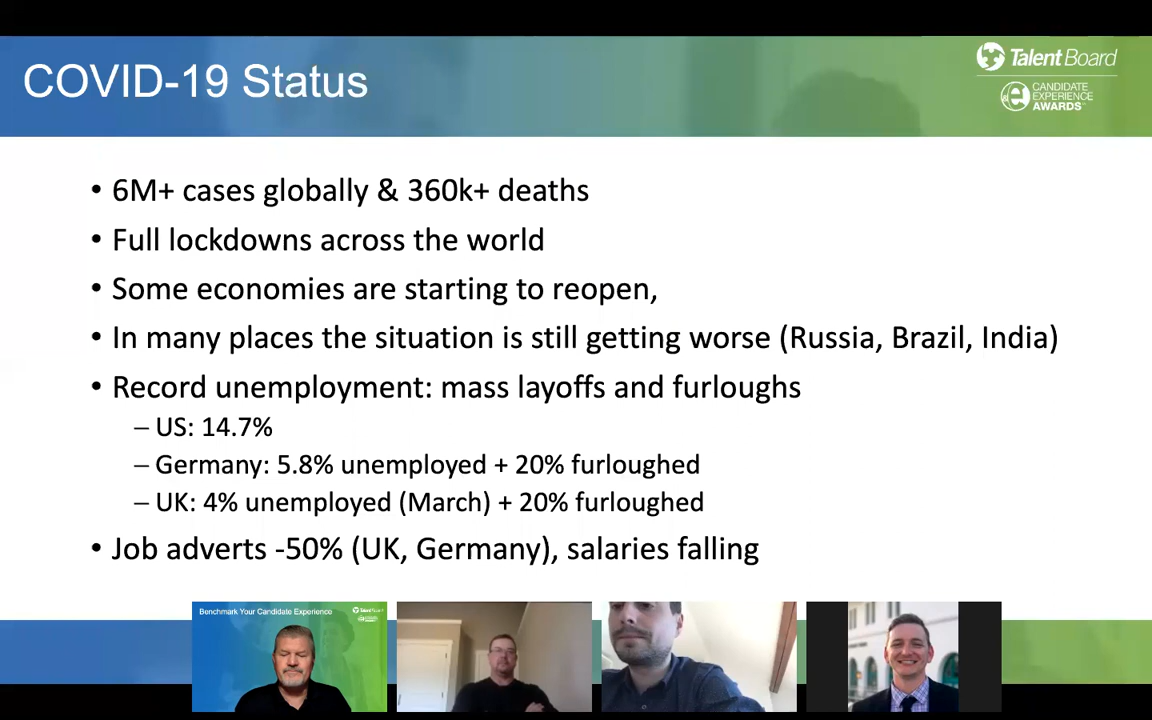 COVID-19 Status
TalentBoard
CANDIDATE
EXPERIENCE
AWARDS
• 6M+ cases globally & 360k+ deaths
• Full lockdowns across the world
• Some economies are starting to reopen,
• In many places the situation is still getting worse (Russia, Brazil, India)
• Record unemployment: mass layoffs and furloughs
– US: 14.7%
– Germany: 5.8% unemployed + 20% furloughed
– UK: 4% unemployed (March) + 20% furloughed
• Job adverts -50% (UK, Germany), salaries falling
Benchmark Your Candidate Experience
TalentBoard